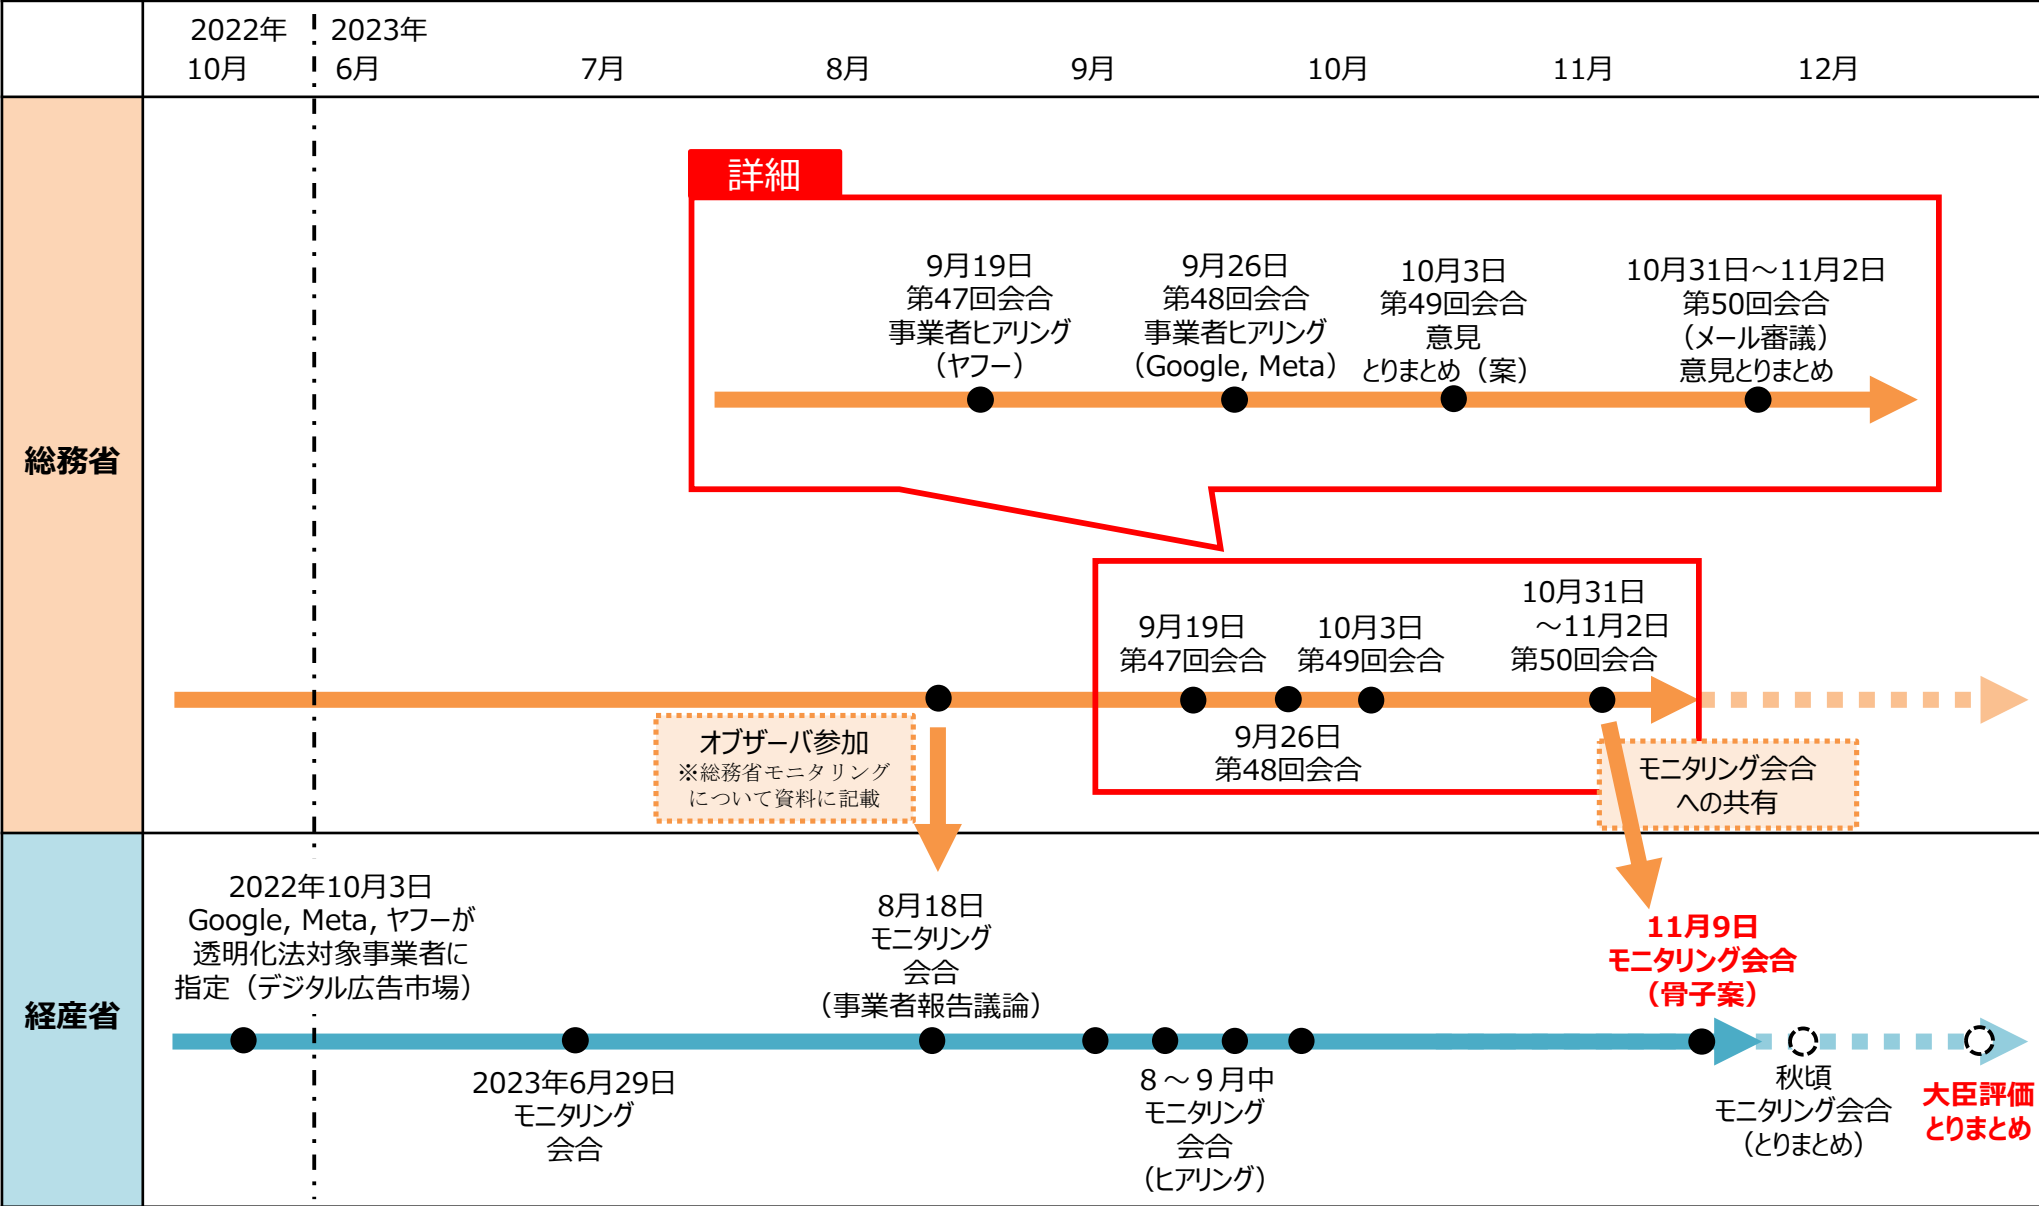 2022年
2023年
10月
6月
7月
8月
9月
10月
11月
12月
総務省
詳細
9月19日
第47回会合
事業者ヒアリング
（ヤフー）
9月26日
第48回会合
事業者ヒアリング
（Google, Meta）
10月3日
第49回会合
意見
とりまとめ（案）
10月31日～11月2日
第50回会合
（メール審議）
意見とりまとめ
9月19日
第47回会合
10月3日
第49回会合
10月31日
～11月2日
第50回会合
9月26日
第48回会合
オブザーバ参加
※総務省モニタリング
について資料に記載
モニタリング会合
への共有
経産省
2022年10月3日
Google, Meta, ヤフーが
透明化法対象事業者に
指定（デジタル広告市場）
2023年6月29日
モニタリング
会合
8月18日
モニタリング
会合
（事業者報告議論）
8～9月中
モニタリング
会合
（ヒアリング）
11月9日
モニタリング会合
（骨子案）
秋頃
モニタリング会合
（とりまとめ）
大臣評価
とりまとめ